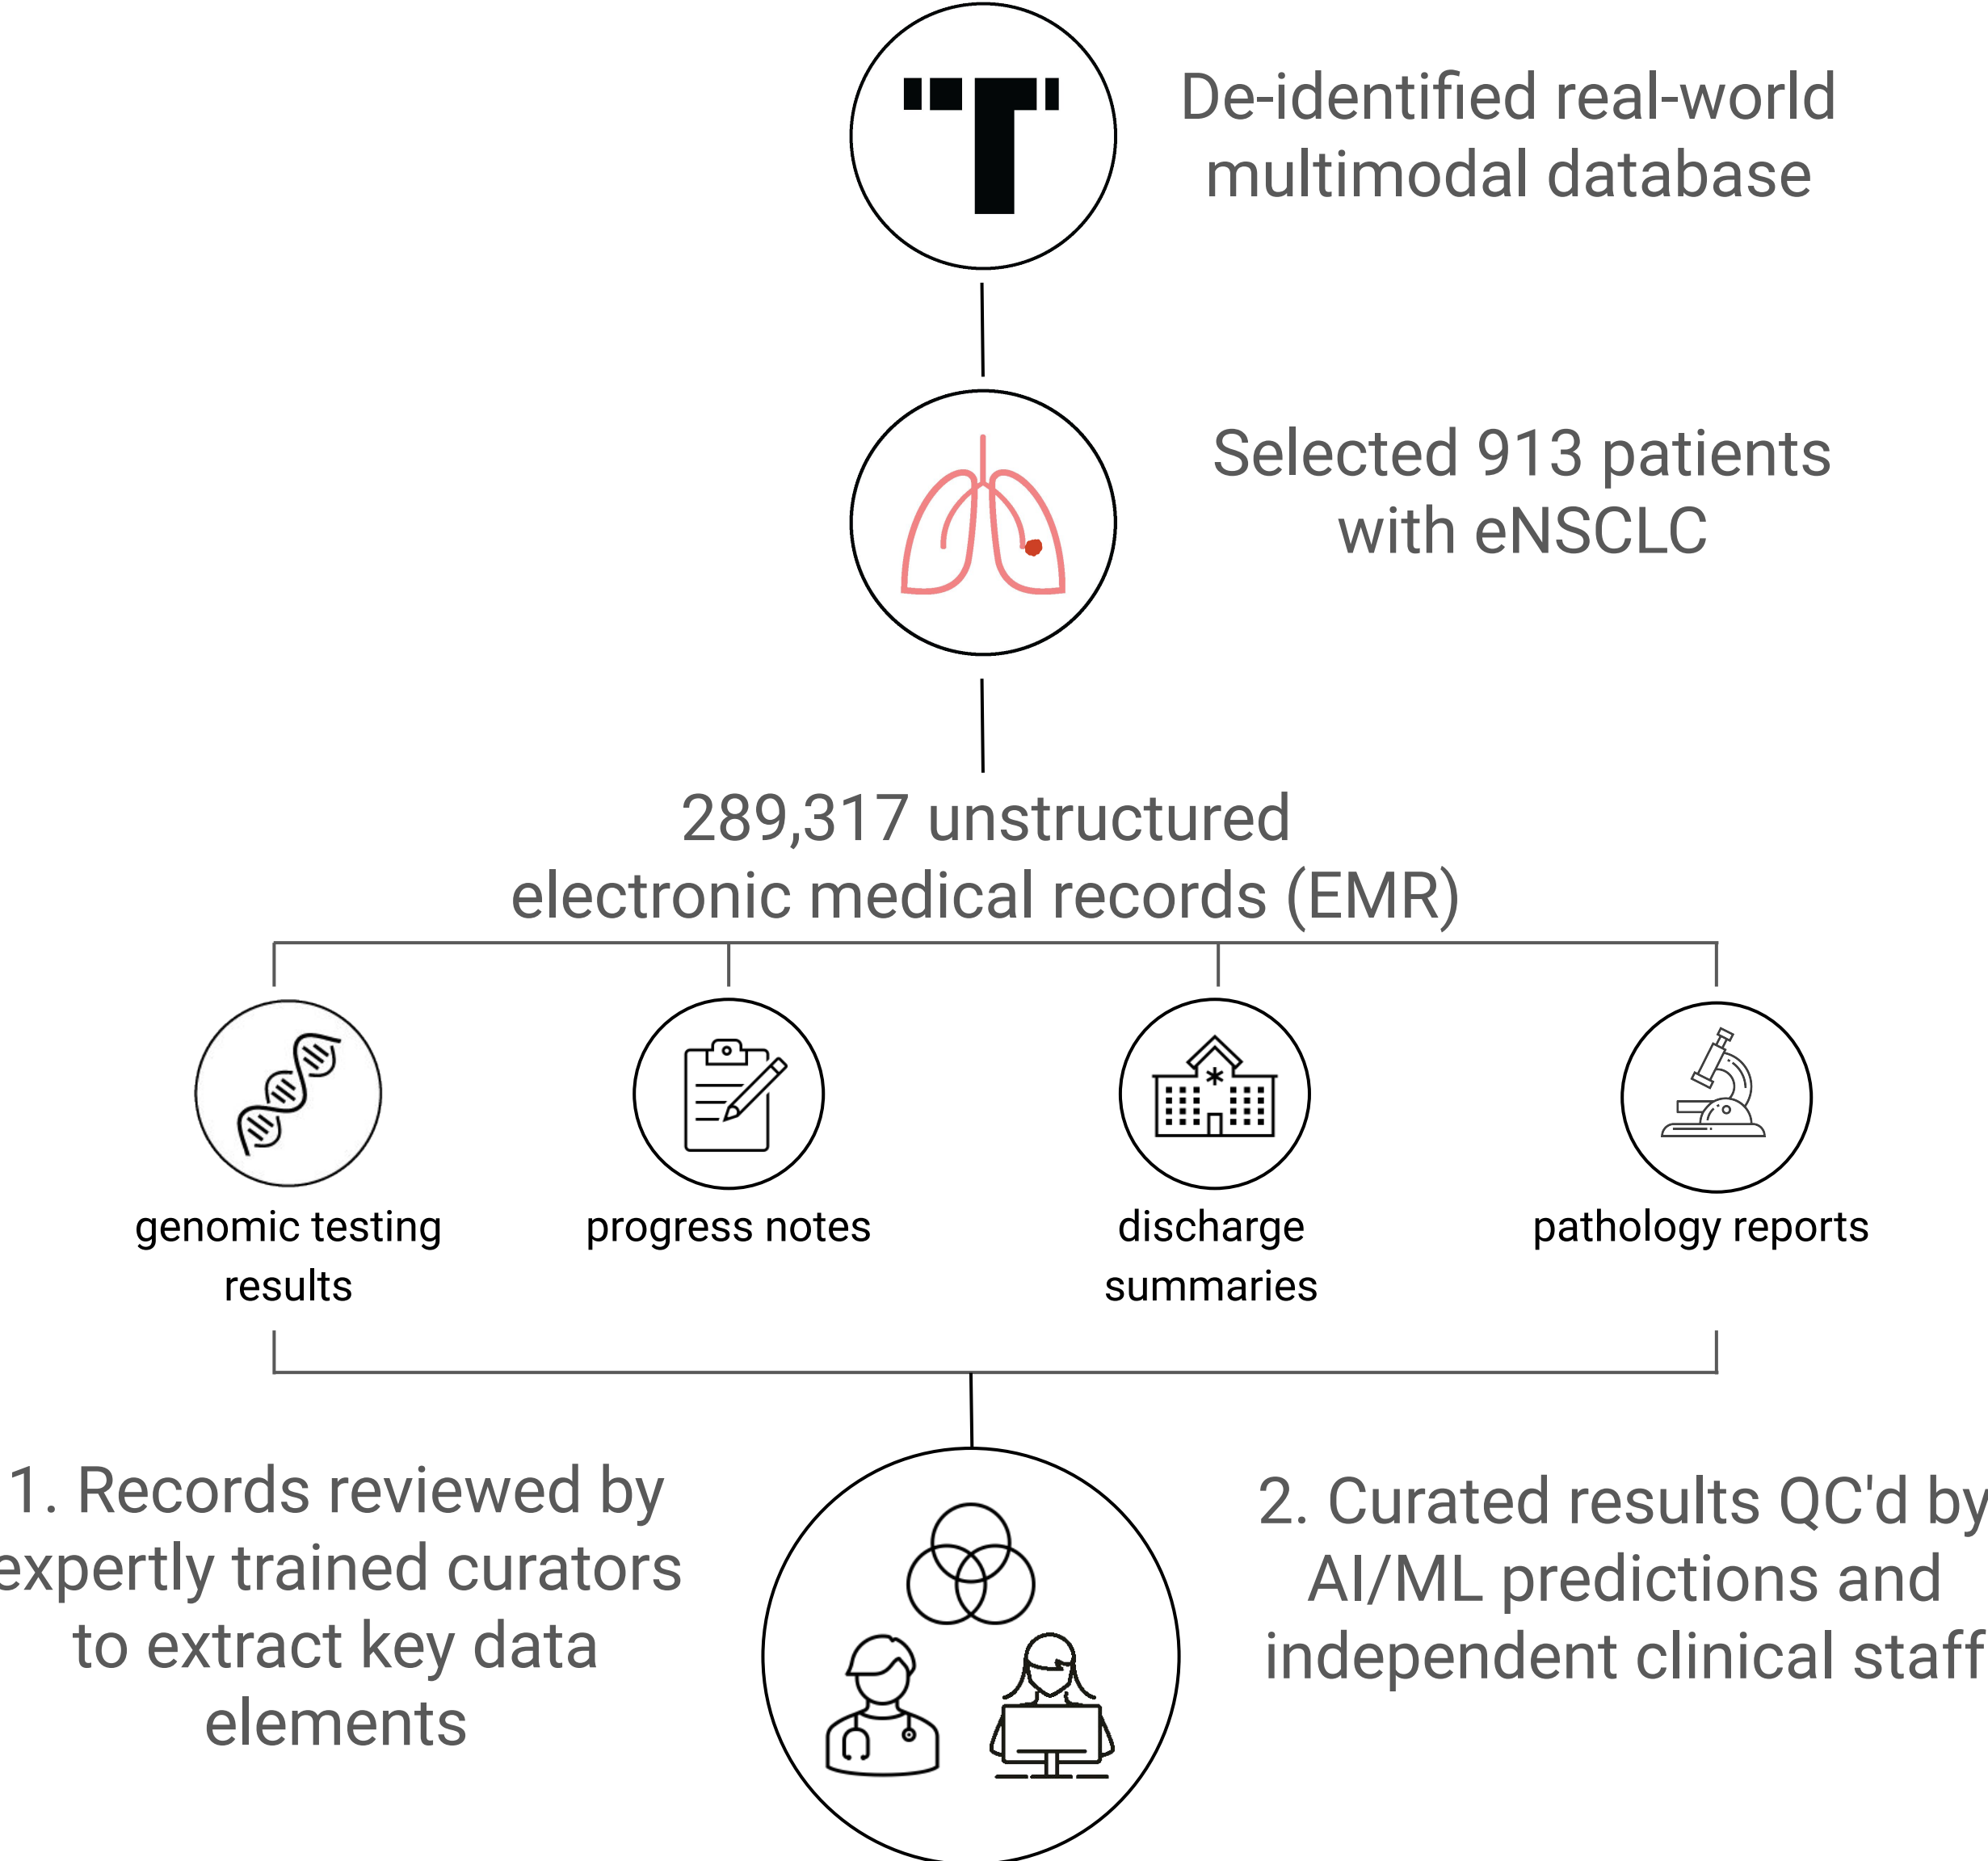 De-identified real-world
multimodal database
Selected 913 patients
with eNSCLC
289,317 unstructured
electronic medical records (EMR)
genomic testing
results
progress notes
discharge
summaries
pathology reports
1. Records reviewed by
expertly trained curators
to extract key data
elements
2. Curated results QC'd by
AI/ML predictions and
independent clinical staff